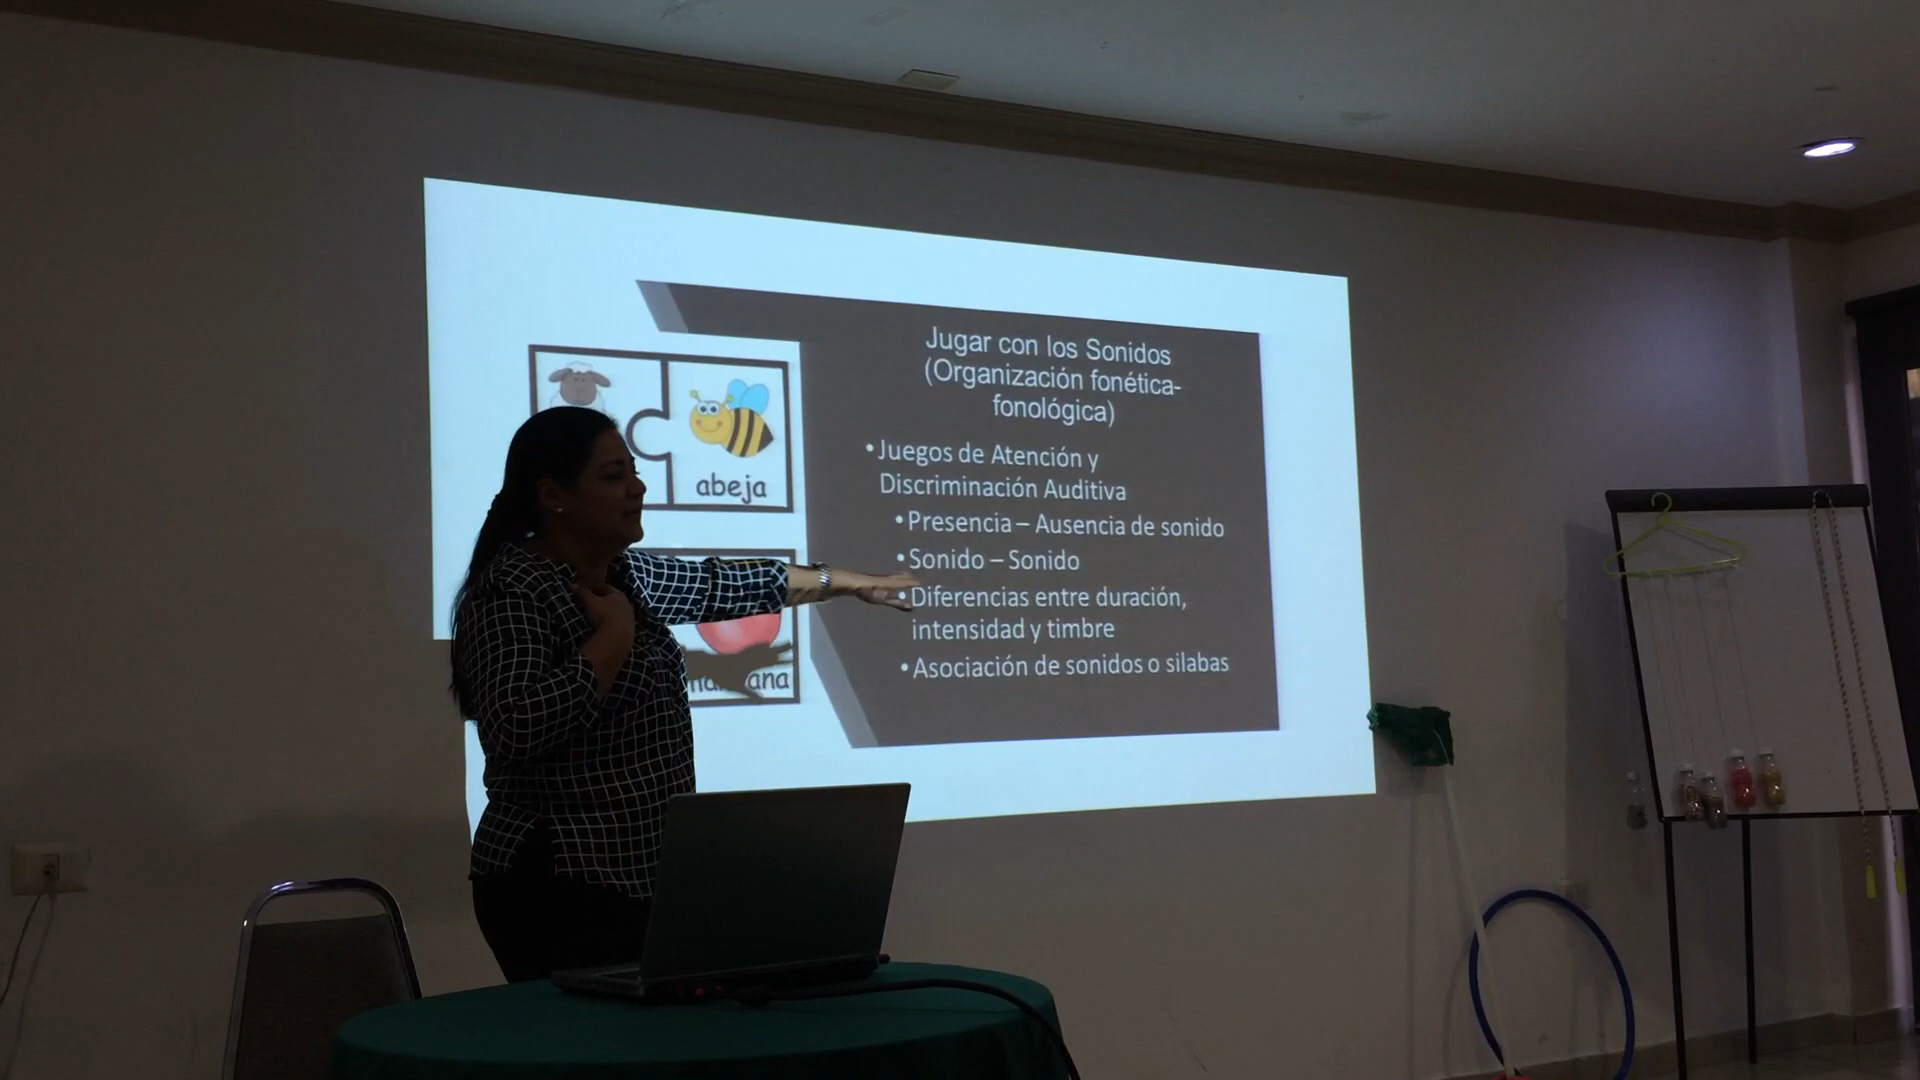 Jugar con los Sonidos
(Organización fonética-
fonológica)
•Juegos de Atención y
Discriminación Auditiva
•Presencia – Ausencia de sonido
•Sonido – Sonido
•Diferencias entre duración,
intensidad y timbre
•Asociación de sonidos o silabas
abeja